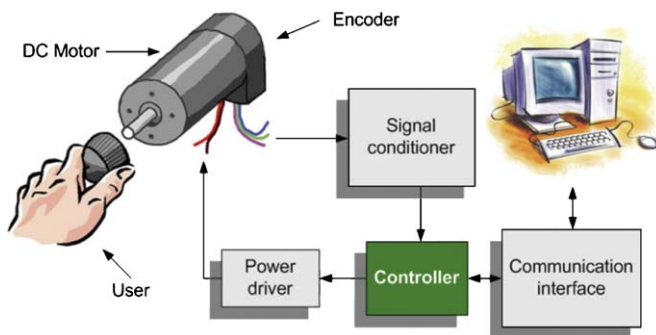 Encoder
DC Motor
Signal
conditioner
User
Power
driver
Controller
Communication
interface